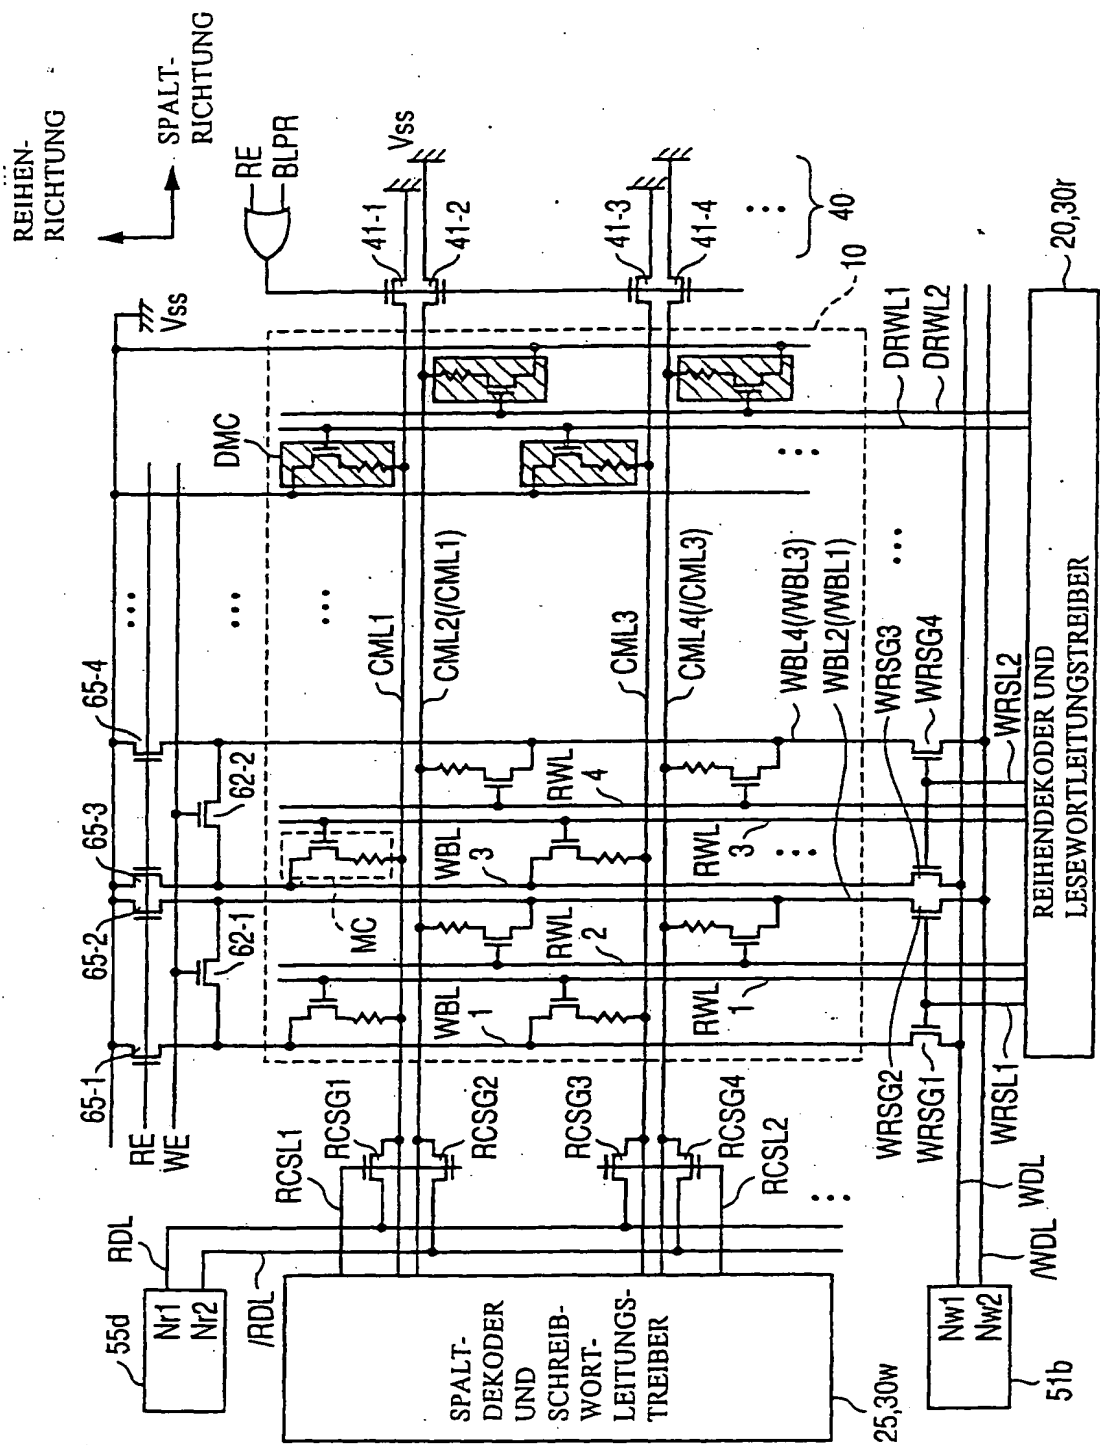 REIHEN-
RICHTUNG
SPALT-
RICHTUNG
RE
BLPR
Vss
Vss
41-1
41-2
41-3
41-4
40
10
20,30r
DMC
DRWL1
DRWL2
65-4
65-3
65-2
65-1
62-2
62-1
RE
WE
CML1
CML2(/CML1)
CML3
CML4(/CML3)
WBL4(/WBL3)
WBL2(/WBL1)
WRSG3
WRSG4
WRSL2
RWL
4
WBL
3
RWL
3
MC
RWL
2
WBL
1
RWL
1
WRSG2
WRSG1
WRSL1
REIHENDEKODER UND
LESEWORTLEITUNGSTREIBER
RCSL1
RCSG1
RCSG2
RCSG3
RCSG4
RCSL2
RDL
/RDL
55d
Nr1
Nr2
SPALT-
DEKODER
UND
SCHREIB-
WORT-
LEITUNGS-
TREIBER
25,30w
WDL
/WDL
Nw1
Nw2
51b